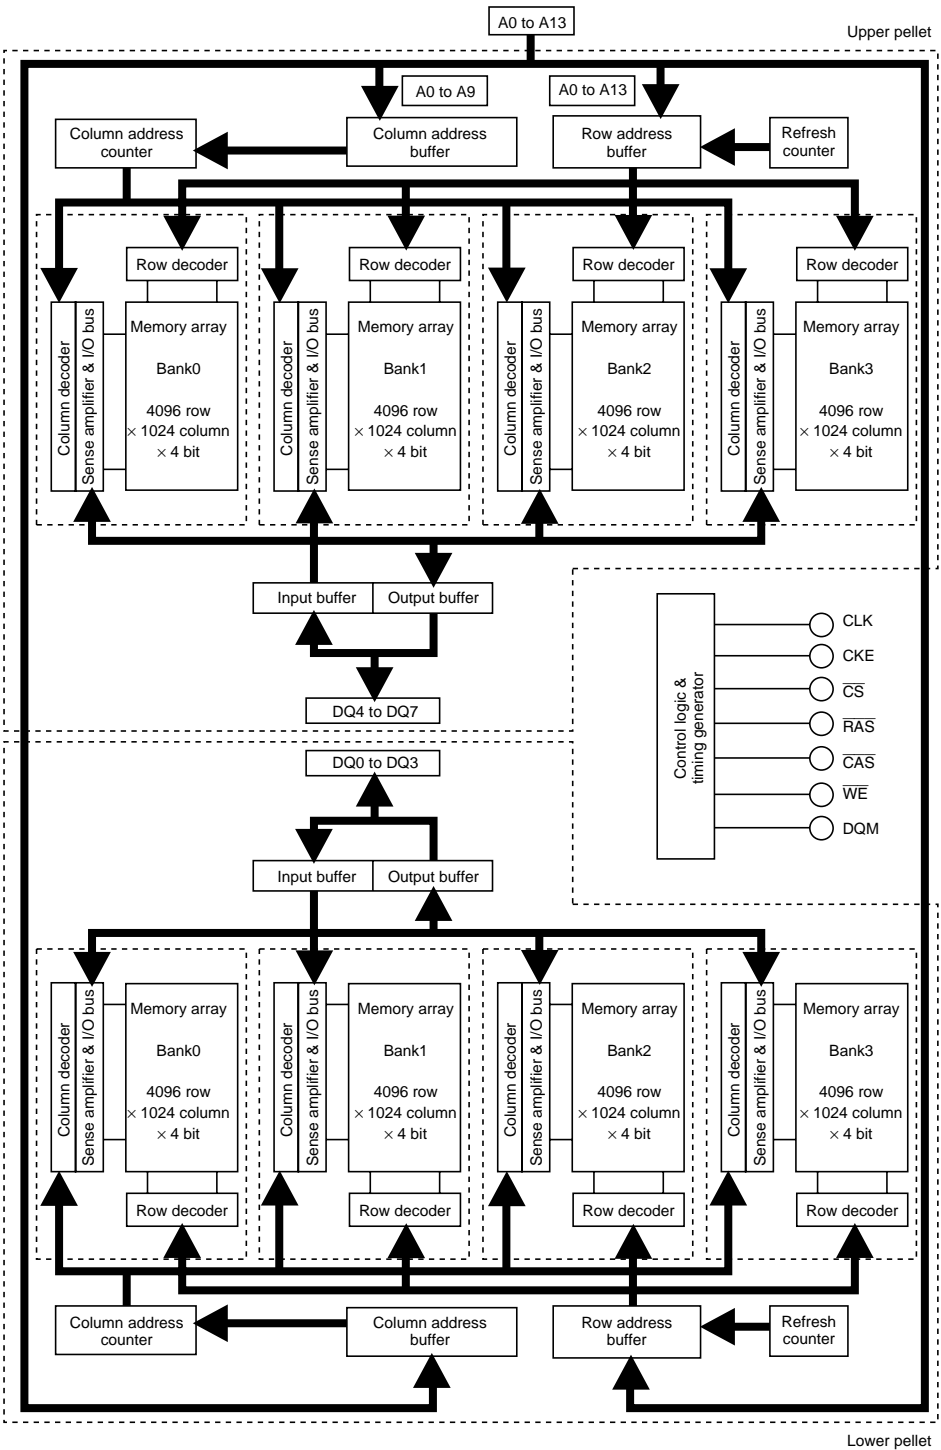 A0 to A13
Upper pellet
A0 to A9
A0 to A13
Column address
counter
Column address
buffer
Row address
buffer
Refresh
counter
Column decoder
Sense amplifier & I/O bus
Row decoder
Memory array
Bank0
4096 row
× 1024 column
× 4 bit
Column decoder
Sense amplifier & I/O bus
Row decoder
Memory array
Bank1
4096 row
× 1024 column
× 4 bit
Column decoder
Sense amplifier & I/O bus
Row decoder
Memory array
Bank2
4096 row
× 1024 column
× 4 bit
Column decoder
Sense amplifier & I/O bus
Row decoder
Memory array
Bank3
4096 row
× 1024 column
× 4 bit
Input buffer
Output buffer
DQ4 to DQ7
Control logic &
timing generator
CLK
CKE
C̅S̅
R̅A̅S̅
C̅A̅S̅
W̅E̅
DQM
DQ0 to DQ3
Input buffer
Output buffer
Column decoder
Sense amplifier & I/O bus
Memory array
Bank0
4096 row
× 1024 column
× 4 bit
Row decoder
Column decoder
Sense amplifier & I/O bus
Memory array
Bank1
4096 row
× 1024 column
× 4 bit
Row decoder
Column decoder
Sense amplifier & I/O bus
Memory array
Bank2
4096 row
× 1024 column
× 4 bit
Row decoder
Column decoder
Sense amplifier & I/O bus
Memory array
Bank3
4096 row
× 1024 column
× 4 bit
Row decoder
Column address
counter
Column address
buffer
Row address
buffer
Refresh
counter
Lower pellet